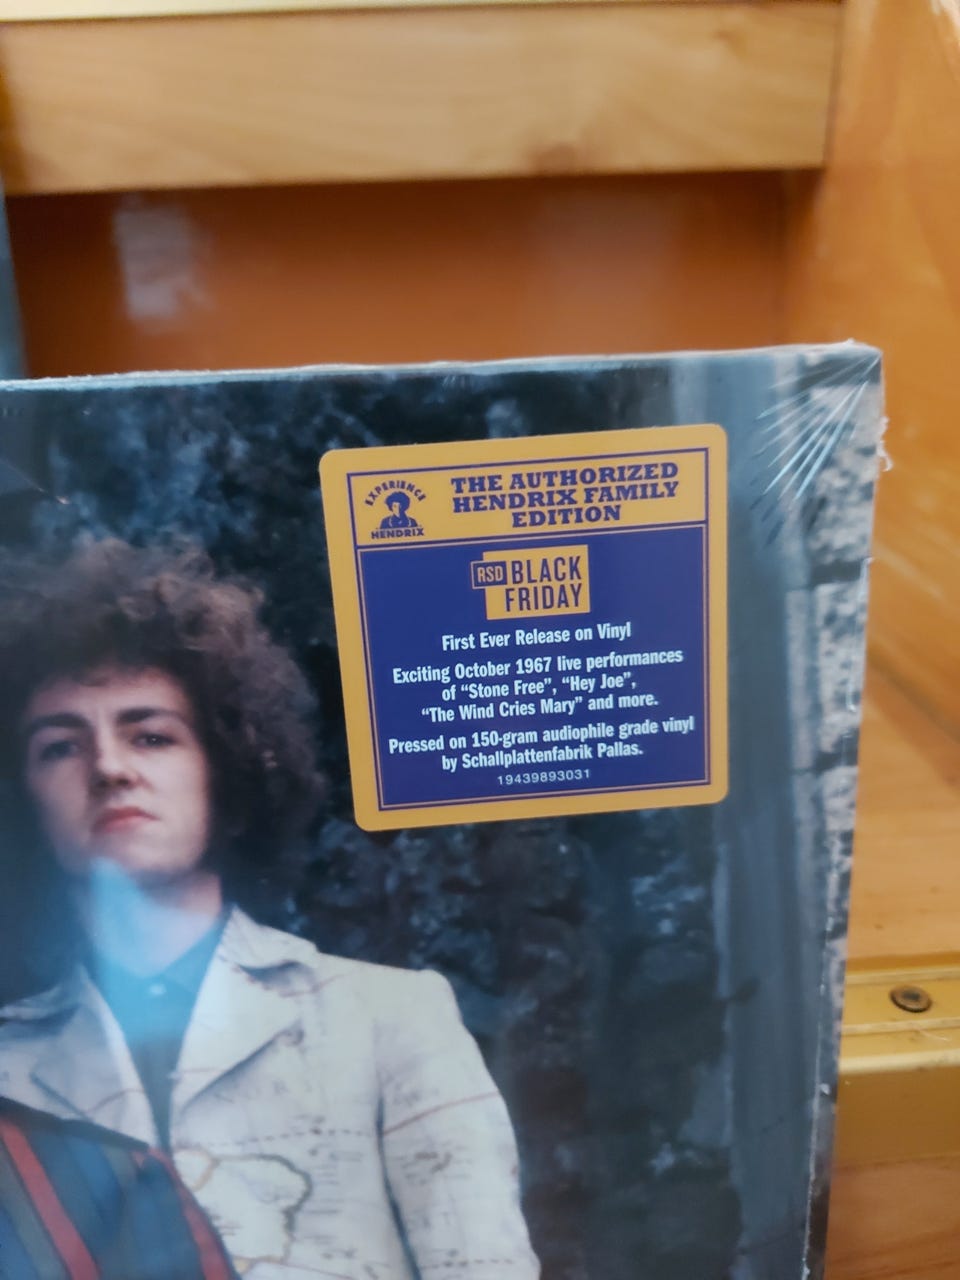 EXPERIENCE
HENDRIX
THE AUTHORIZED
HENDRIX FAMILY
EDITION
RSD BLACK
FRIDAY
First Ever Release on Vinyl
Exciting October 1967 live performances
of “Stone Free”, “Hey Joe”,
“The Wind Cries Mary” and more.
Pressed on 150-gram audiophile grade vinyl
by Schallplattenfabrik Pallas.
19439893031